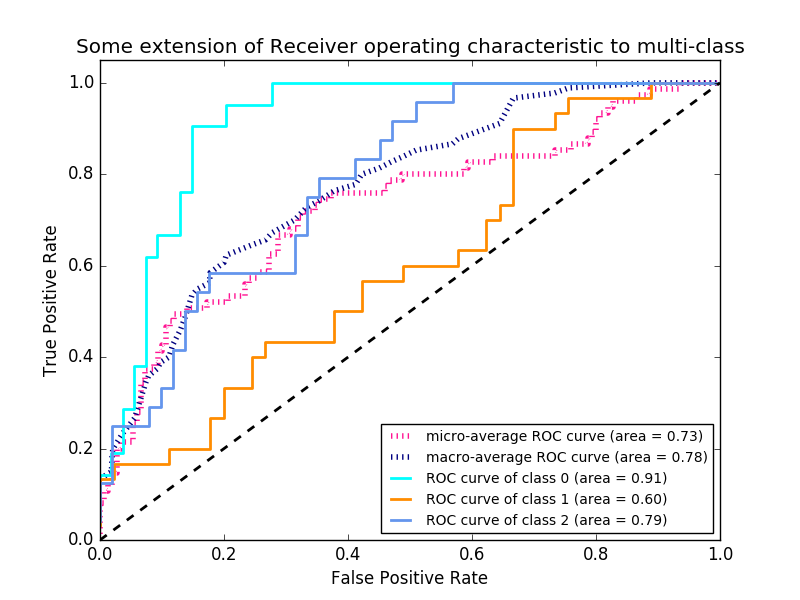 Some extension of Receiver operating characteristic to multi-class
True Positive Rate
1.0
0.8
0.6
0.4
0.2
0.0
micro-average ROC curve (area = 0.73)
macro-average ROC curve (area = 0.78)
ROC curve of class 0 (area = 0.91)
ROC curve of class 1 (area = 0.60)
ROC curve of class 2 (area = 0.79)
0.0 0.2 0.4 0.6 0.8 1.0
False Positive Rate